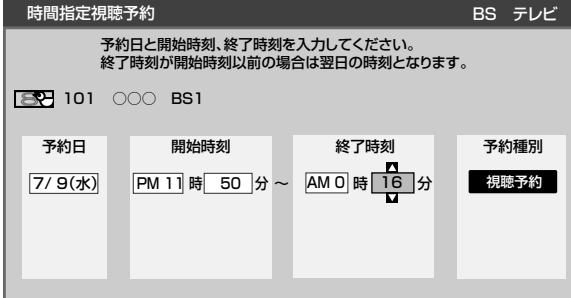 時間指定視聴予約 BS テレビ
予約日と開始時刻、終了時刻を入力してください。
終了時刻が開始時刻以前の場合は翌日の時刻となります。
101 ○○○ BS1
予約日 開始時刻 終了時刻 予約種別
7/ 9(水) PM 11 時 50 分 ～ AM 0 時 16 分 視聴予約